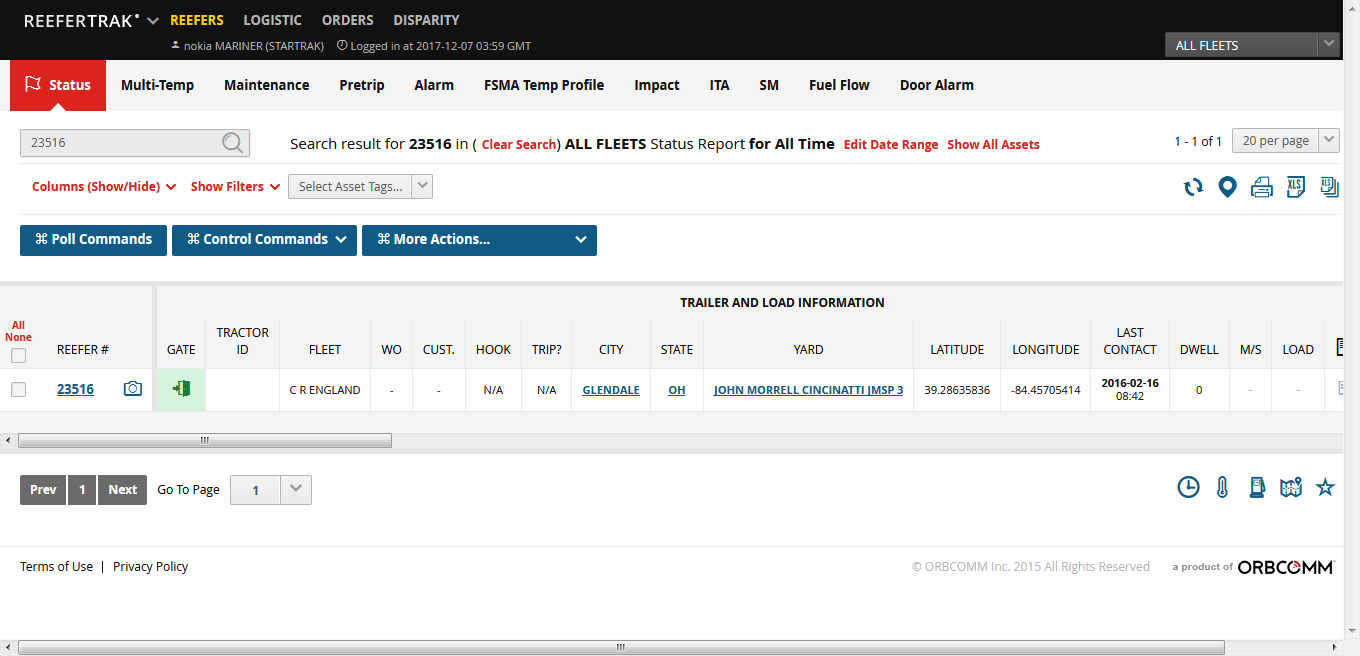 REEFERTRAK REEFERS LOGISTIC ORDERS DISPARITY
nokia MARINER (STARTRAK) Logged in at 2017-12-07 03:59 GMT
ALL FLEETS
Status Multi-Temp Maintenance Pretrip Alarm FSMA Temp Profile Impact ITA SM Fuel Flow Door Alarm
23516 Search result for 23516 in ( Clear Search) ALL FLEETS Status Report for All Time Edit Date Range Show All Assets 1 - 1 of 1 20 per page
Columns (Show/Hide) Show Filters Select Asset Tags... XLS XLS
⌘ Poll Commands ⌘ Control Commands ⌘ More Actions...
TRAILER AND LOAD INFORMATION
All
None
REEFER # GATE TRACTOR ID FLEET WO CUST. HOOK TRIP? CITY STATE YARD LATITUDE LONGITUDE LAST CONTACT DWELL M/S LOAD
23516 C R ENGLAND - - N/A N/A GLENDALE OH JOHN MORRELL CINCINATTI JMSP 3 39.28635836 -84.45705414 2016-02-16 08:42 0 - -
Prev 1 Next Go To Page 1
Terms of Use | Privacy Policy © ORBCOMM Inc. 2015 All Rights Reserved a product of ORBCOMM